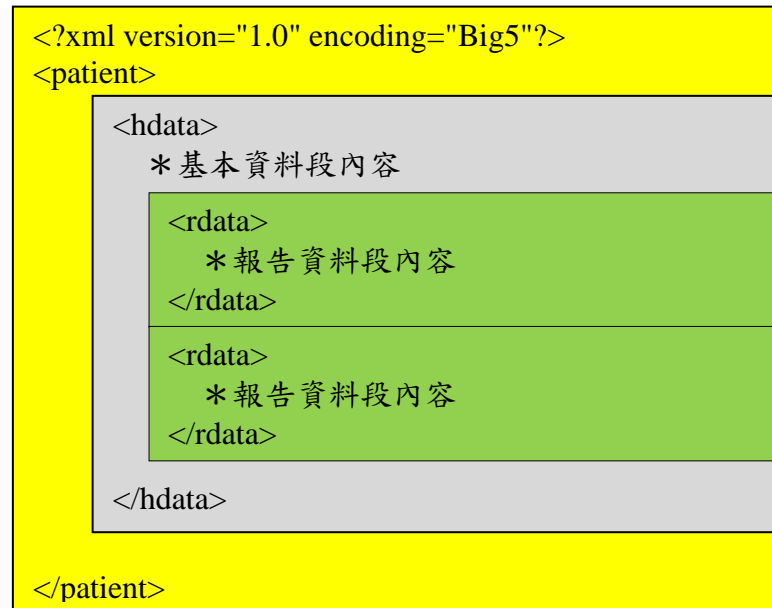 <?xml version="1.0" encoding="Big5"?>
<patient>
<hdata>
＊基本資料段內容
<rdata>
＊報告資料段內容
</rdata>
<rdata>
＊報告資料段內容
</rdata>
</hdata>
</patient>